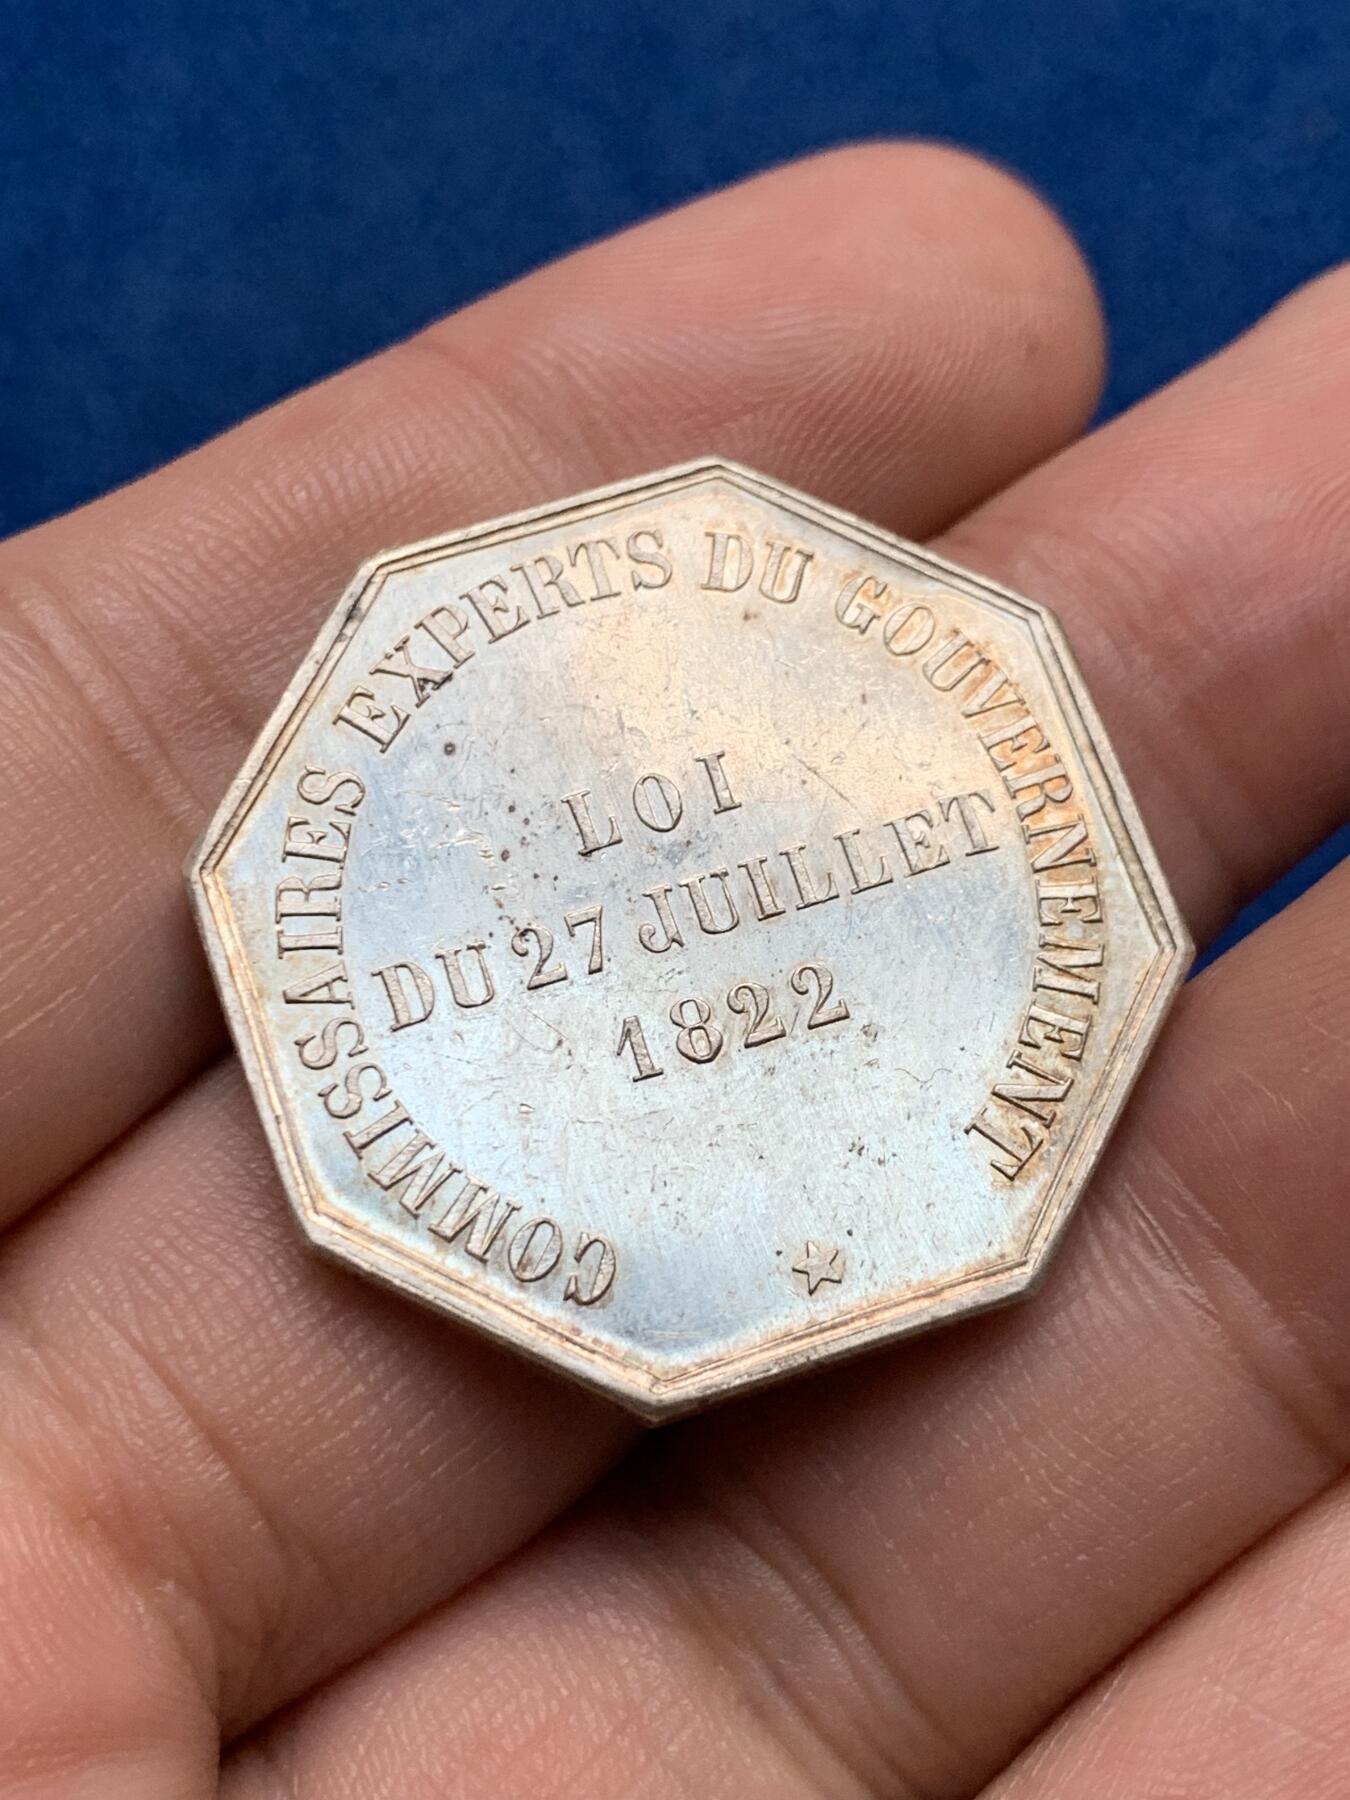 COMMISSAIRES EXPERTS DU GOUVERNEMENT
LOI
DU 27 JUILLET
1822